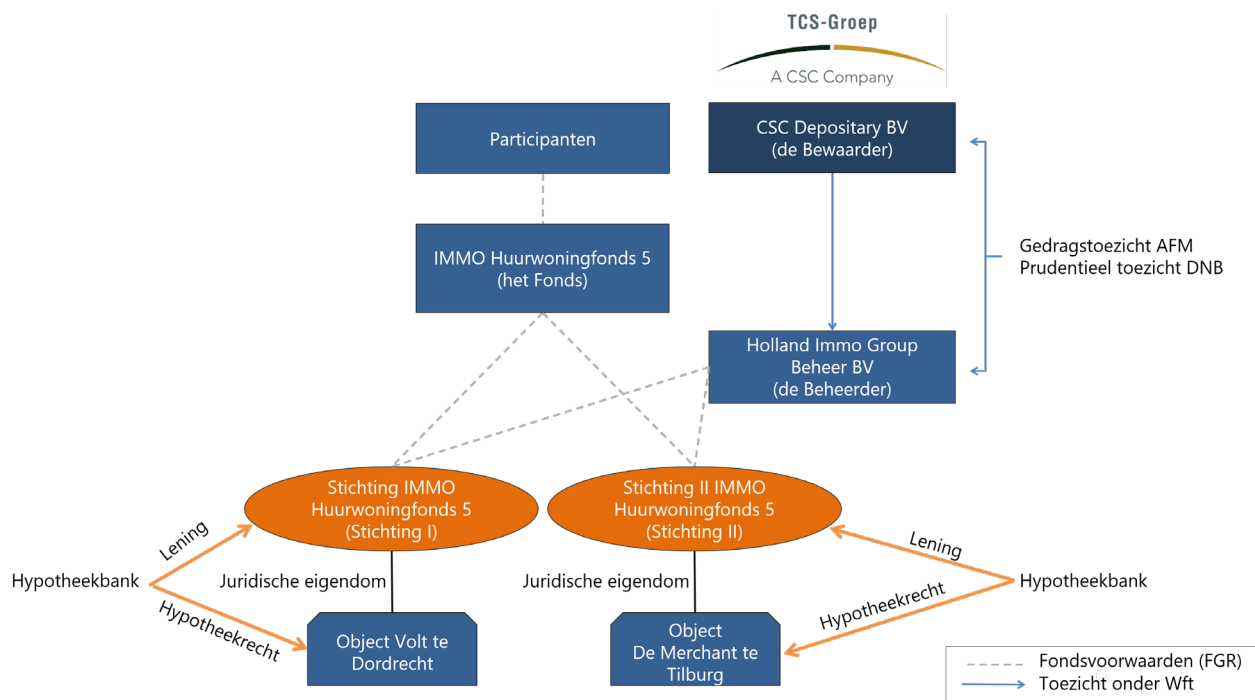 TCS-Groep
A CSC Company
Participanten
CSC Depositary BV
(de Bewaarder)
IMMO Huurwoningfonds 5
(het Fonds)
Gedragstoezicht AFM
Prudentieel toezicht DNB
Holland Immo Group
Beheer BV
(de Beheerder)
Stichting IMMO
Huurwoningfonds 5
(Stichting I)
Stichting II IMMO
Huurwoningfonds 5
(Stichting II)
Lening
Lening
Hypotheekbank
Juridische eigendom
Juridische eigendom
Hypotheekbank
Hypotheekrecht
Hypotheekrecht
Object Volt te
Dordrecht
Object
De Merchant te
Tilburg
Fondsvoorwaarden (FGR)
Toezicht onder Wft